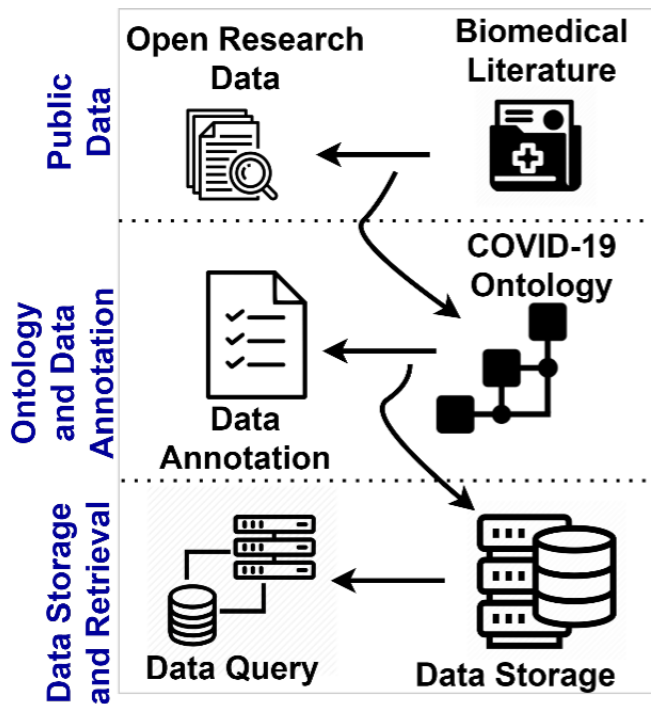 Public
Data
Open Research
Data
Biomedical
Literature
Ontology
and Data
Annotation
COVID-19
Ontology
Data
Annotation
Data Storage
and Retrieval
Data Query
Data Storage